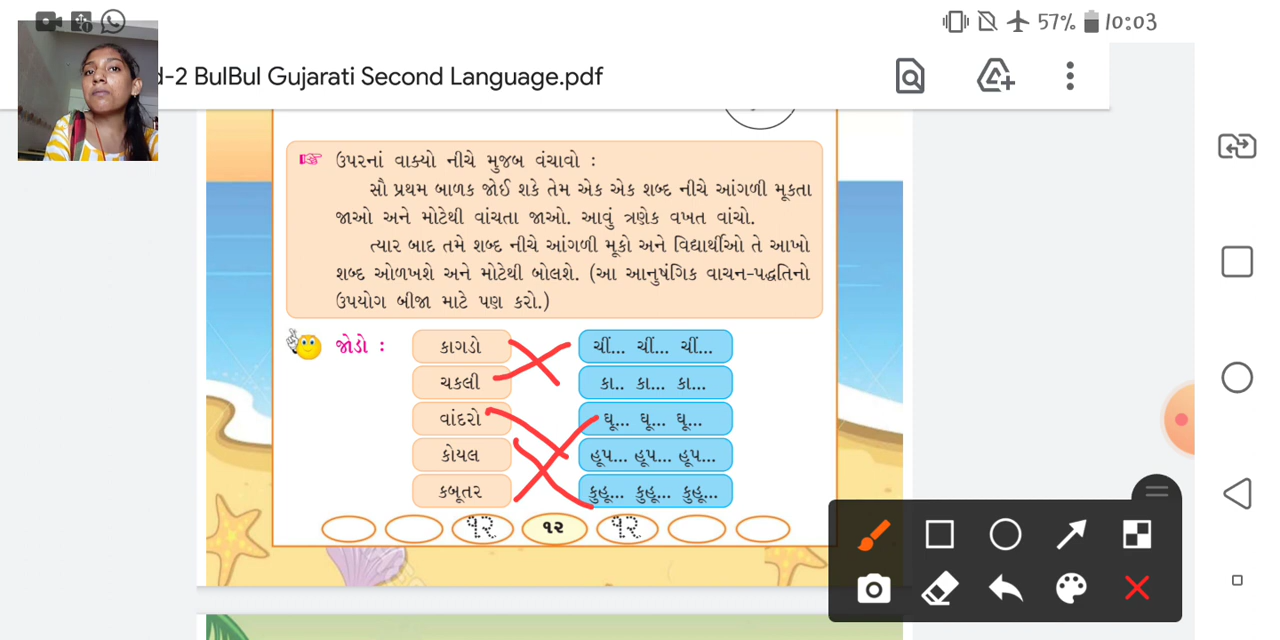 57% 10:03
d-2 BulBul Gujarati Second Language.pdf
ઉપરનાં વાક્યો નીચે મુજબ વંચાવો :
સૌ પ્રથમ બાળક જોઈ શકે તેમ એક એક શબ્દ નીચે આંગળી મૂકતા
જાઓ અને મોટેથી વાંચતા જાઓ. આવું ત્રણેક વખત વાંચો.
ત્યાર બાદ તમે શબ્દ નીચે આંગળી મૂકો અને વિદ્યાર્થીઓ તે આખો
શબ્દ ઓળખશે અને મોટેથી બોલશે. (આ આનુષંગિક વાચન-પદ્ધતિનો
ઉપયોગ બીજા માટે પણ કરો.)
જોડો :
કાગડો ચીં... ચીં... ચીં...
ચકલી કા.. કા... કા...
વાંદરો ઘૂ... ઘૂ... ઘૂ...
કોયલ હૂપ... હૂપ... હૂપ...
કબૂતર કુહૂ... કુહૂ... કુહૂ...
૧૨ ૧૨ ૧૨